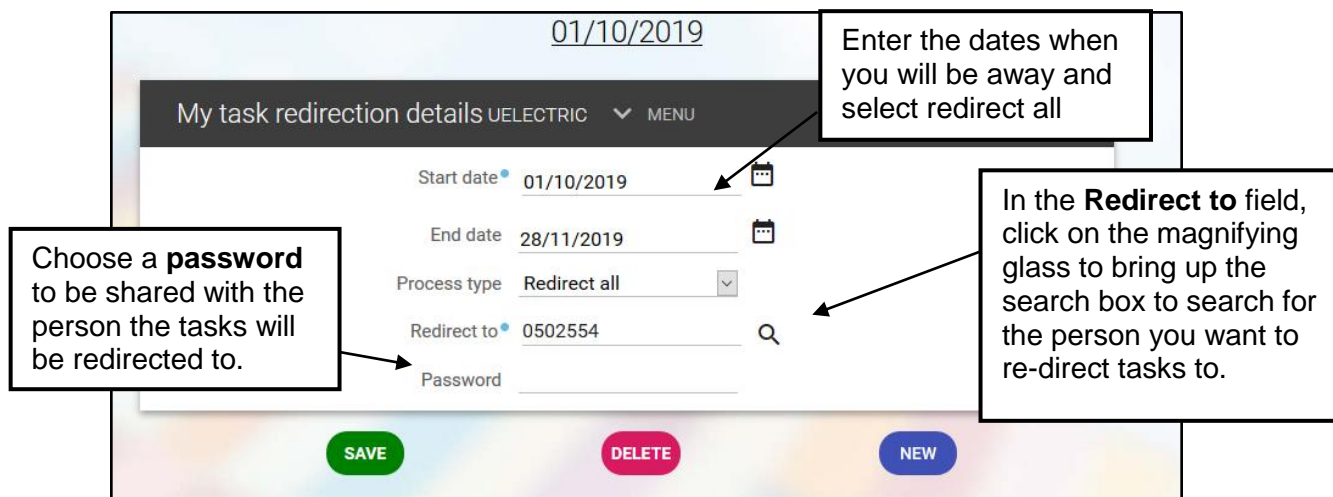 01/10/2019
Enter the dates when
you will be away and
select redirect all
My task redirection details UELECTRIC MENU
Start date 01/10/2019
End date 28/11/2019
Process type Redirect all
Redirect to 0502554
Password
In the Redirect to field,
click on the magnifying
glass to bring up the
search box to search for
the person you want to
re-direct tasks to.
Choose a password
to be shared with the
person the tasks will
be redirected to.
SAVE
DELETE
NEW